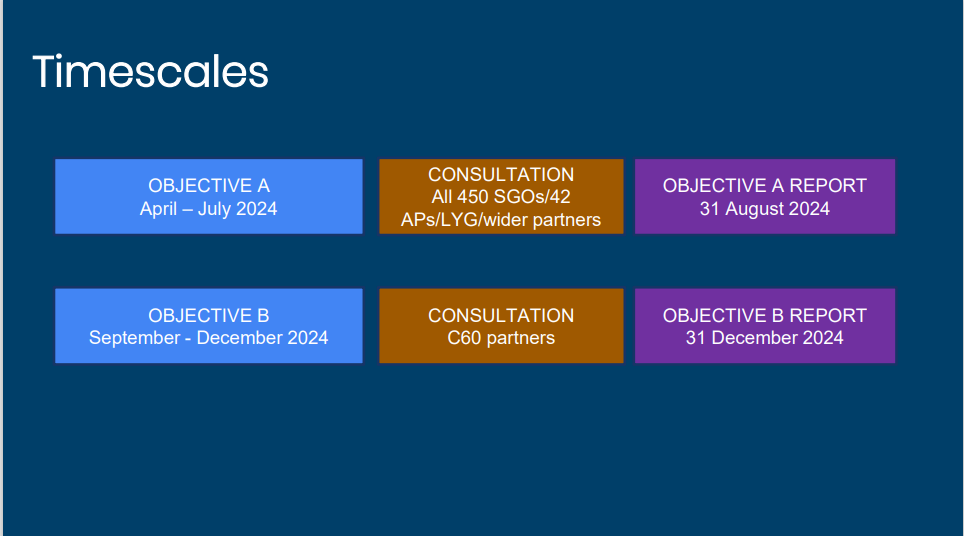 Timescales
OBJECTIVE A
April – July 2024
CONSULTATION
All 450 SGOs/42
APs/LYG/wider partners
OBJECTIVE A REPORT
31 August 2024
OBJECTIVE B
September - December 2024
CONSULTATION
C60 partners
OBJECTIVE B REPORT
31 December 2024